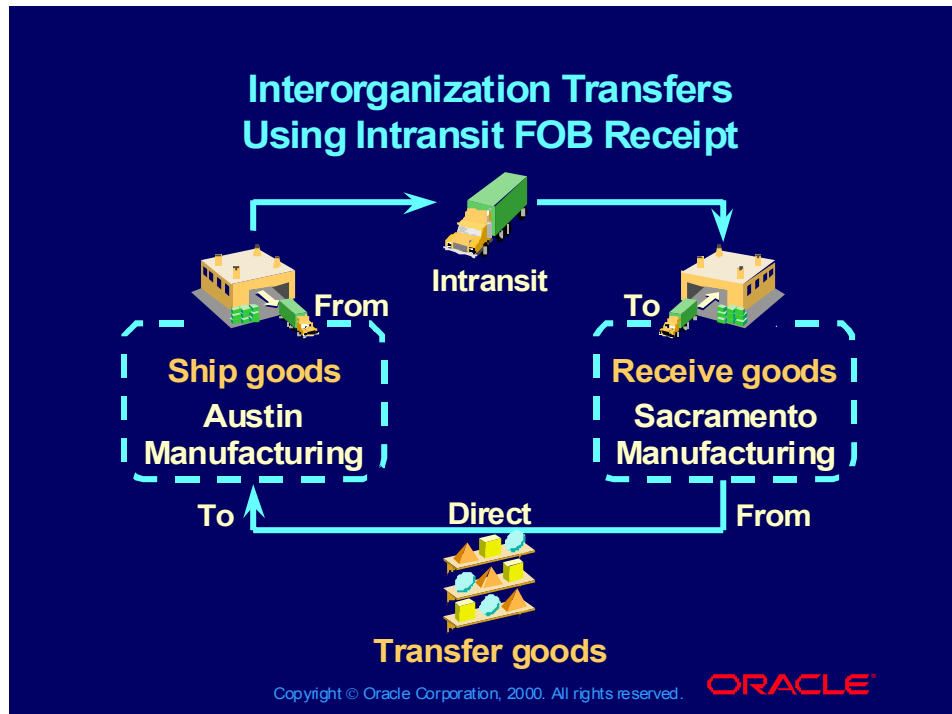 Interorganization Transfers
Using Intransit FOB Receipt
Intransit
From
To
Ship goods
Receive goods
Austin
Manufacturing
Sacramento
Manufacturing
To
Direct
From
Transfer goods
Copyright © Oracle Corporation, 2000. All rights reserved.
ORACLE®